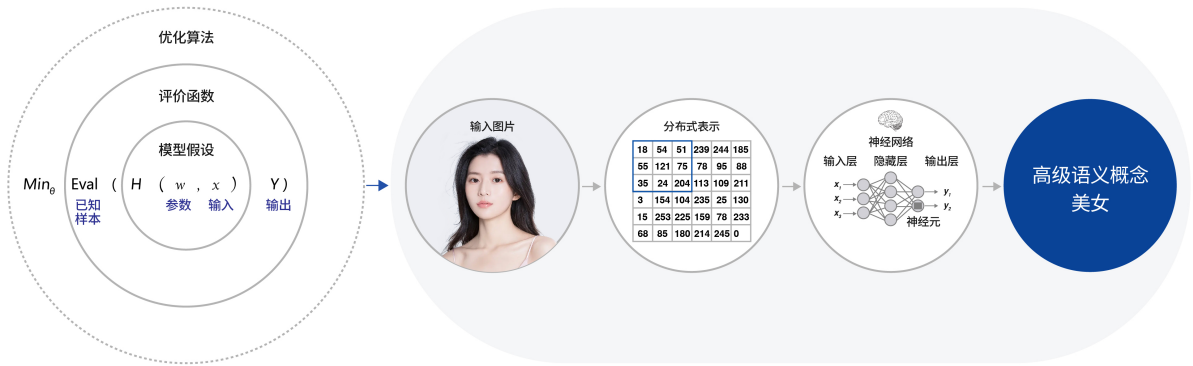 优化算法
评价函数
模型假设
Minθ Eval ( H ( w , x ) Y )
已知 参数 输入 输出
样本
输入图片
分布式表示
18 54 51 239 244 185
55 121 75 78 95 88
35 24 204 113 109 211
3 154 104 235 25 130
15 253 225 159 78 233
68 85 180 214 245 0
神经网络
输入层 隐藏层 输出层
x₁ y₁
x₂ y₂
x₃
神经元
高级语义概念
美女